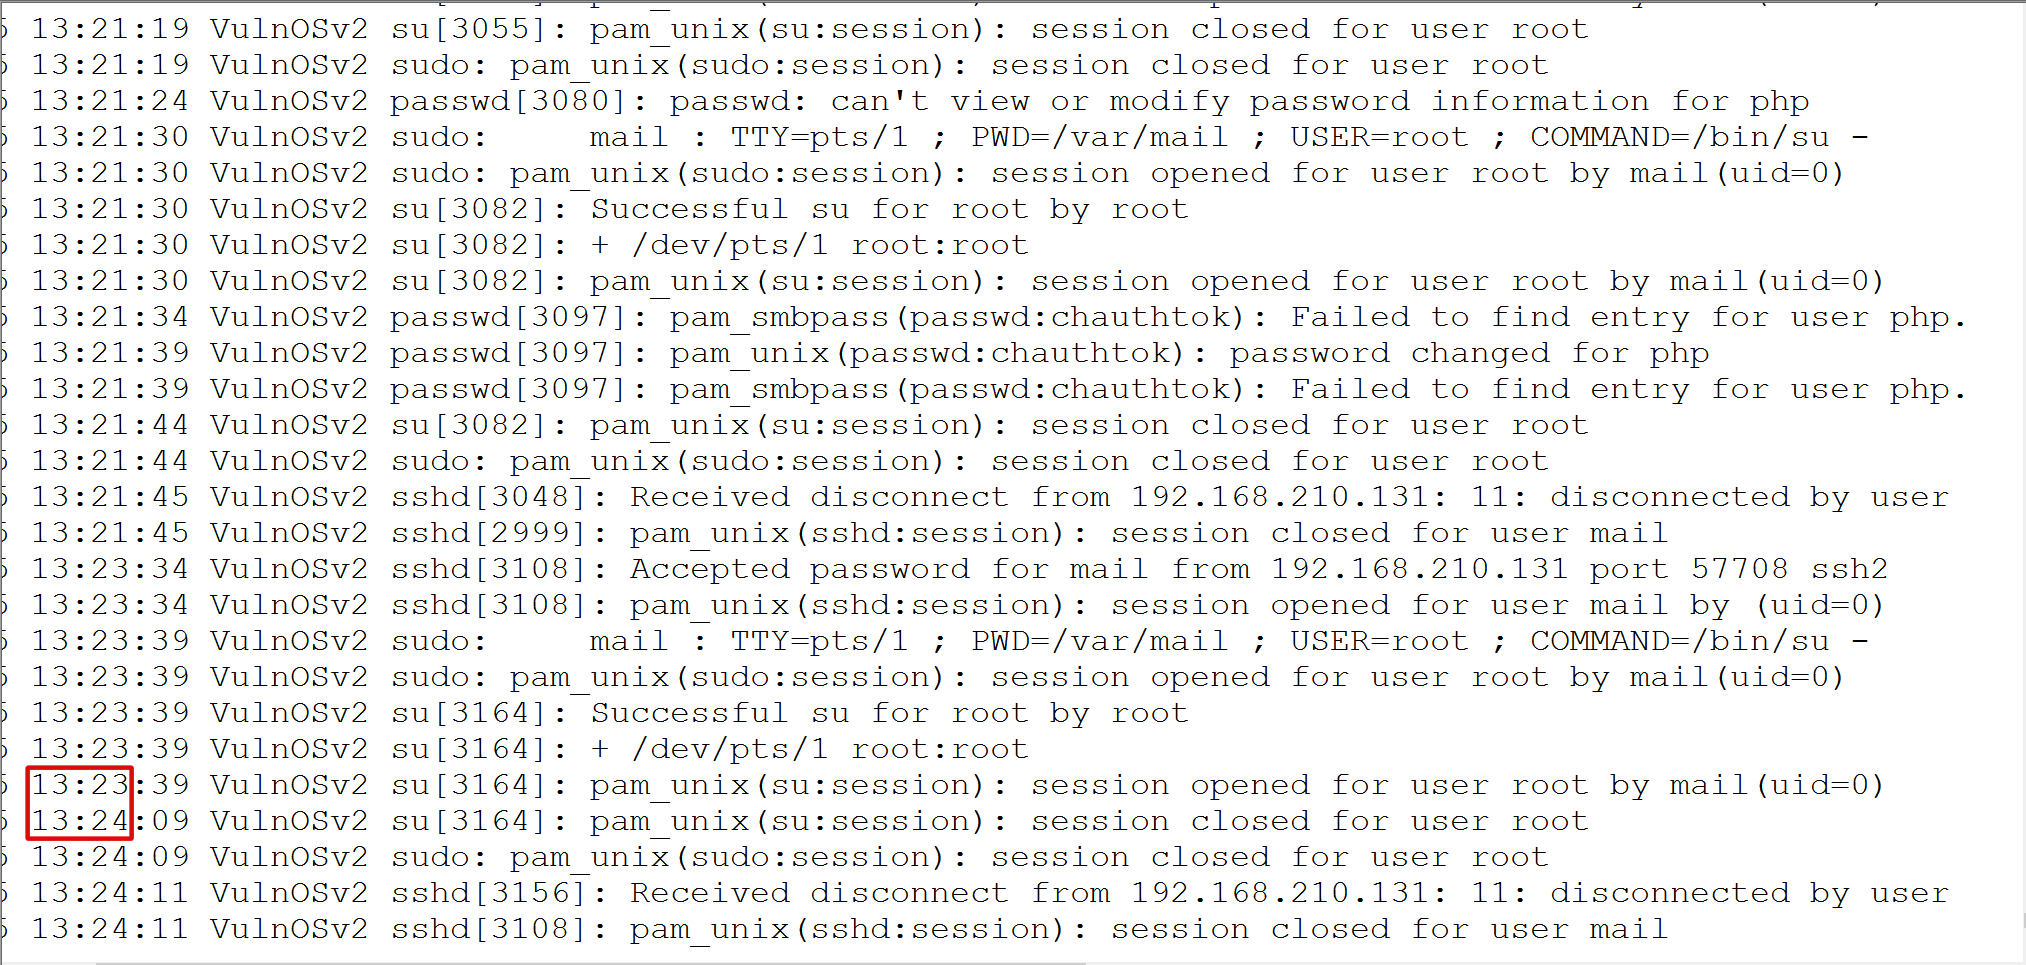 5 13:21:19 VulnOSv2 su[3055]: pam_unix(su:session): session closed for user root
5 13:21:19 VulnOSv2 sudo: pam_unix(sudo:session): session closed for user root
5 13:21:24 VulnOSv2 passwd[3080]: passwd: can't view or modify password information for php
5 13:21:30 VulnOSv2 sudo:     mail : TTY=pts/1 ; PWD=/var/mail ; USER=root ; COMMAND=/bin/su -
5 13:21:30 VulnOSv2 sudo: pam_unix(sudo:session): session opened for user root by mail(uid=0)
5 13:21:30 VulnOSv2 su[3082]: Successful su for root by root
5 13:21:30 VulnOSv2 su[3082]: + /dev/pts/1 root:root
5 13:21:30 VulnOSv2 su[3082]: pam_unix(su:session): session opened for user root by mail(uid=0)
5 13:21:34 VulnOSv2 passwd[3097]: pam_smbpass(passwd:chauthtok): Failed to find entry for user php.
5 13:21:39 VulnOSv2 passwd[3097]: pam_unix(passwd:chauthtok): password changed for php
5 13:21:39 VulnOSv2 passwd[3097]: pam_smbpass(passwd:chauthtok): Failed to find entry for user php.
5 13:21:44 VulnOSv2 su[3082]: pam_unix(su:session): session closed for user root
5 13:21:44 VulnOSv2 sudo: pam_unix(sudo:session): session closed for user root
5 13:21:45 VulnOSv2 sshd[3048]: Received disconnect from 192.168.210.131: 11: disconnected by user
5 13:21:45 VulnOSv2 sshd[2999]: pam_unix(sshd:session): session closed for user mail
5 13:23:34 VulnOSv2 sshd[3108]: Accepted password for mail from 192.168.210.131 port 57708 ssh2
5 13:23:34 VulnOSv2 sshd[3108]: pam_unix(sshd:session): session opened for user mail by (uid=0)
5 13:23:39 VulnOSv2 sudo:     mail : TTY=pts/1 ; PWD=/var/mail ; USER=root ; COMMAND=/bin/su -
5 13:23:39 VulnOSv2 sudo: pam_unix(sudo:session): session opened for user root by mail(uid=0)
5 13:23:39 VulnOSv2 su[3164]: Successful su for root by root
5 13:23:39 VulnOSv2 su[3164]: + /dev/pts/1 root:root
5 13:23:39 VulnOSv2 su[3164]: pam_unix(su:session): session opened for user root by mail(uid=0)
5 13:24:09 VulnOSv2 su[3164]: pam_unix(su:session): session closed for user root
5 13:24:09 VulnOSv2 sudo: pam_unix(sudo:session): session closed for user root
5 13:24:11 VulnOSv2 sshd[3156]: Received disconnect from 192.168.210.131: 11: disconnected by user
5 13:24:11 VulnOSv2 sshd[3108]: pam_unix(sshd:session): session closed for user mail